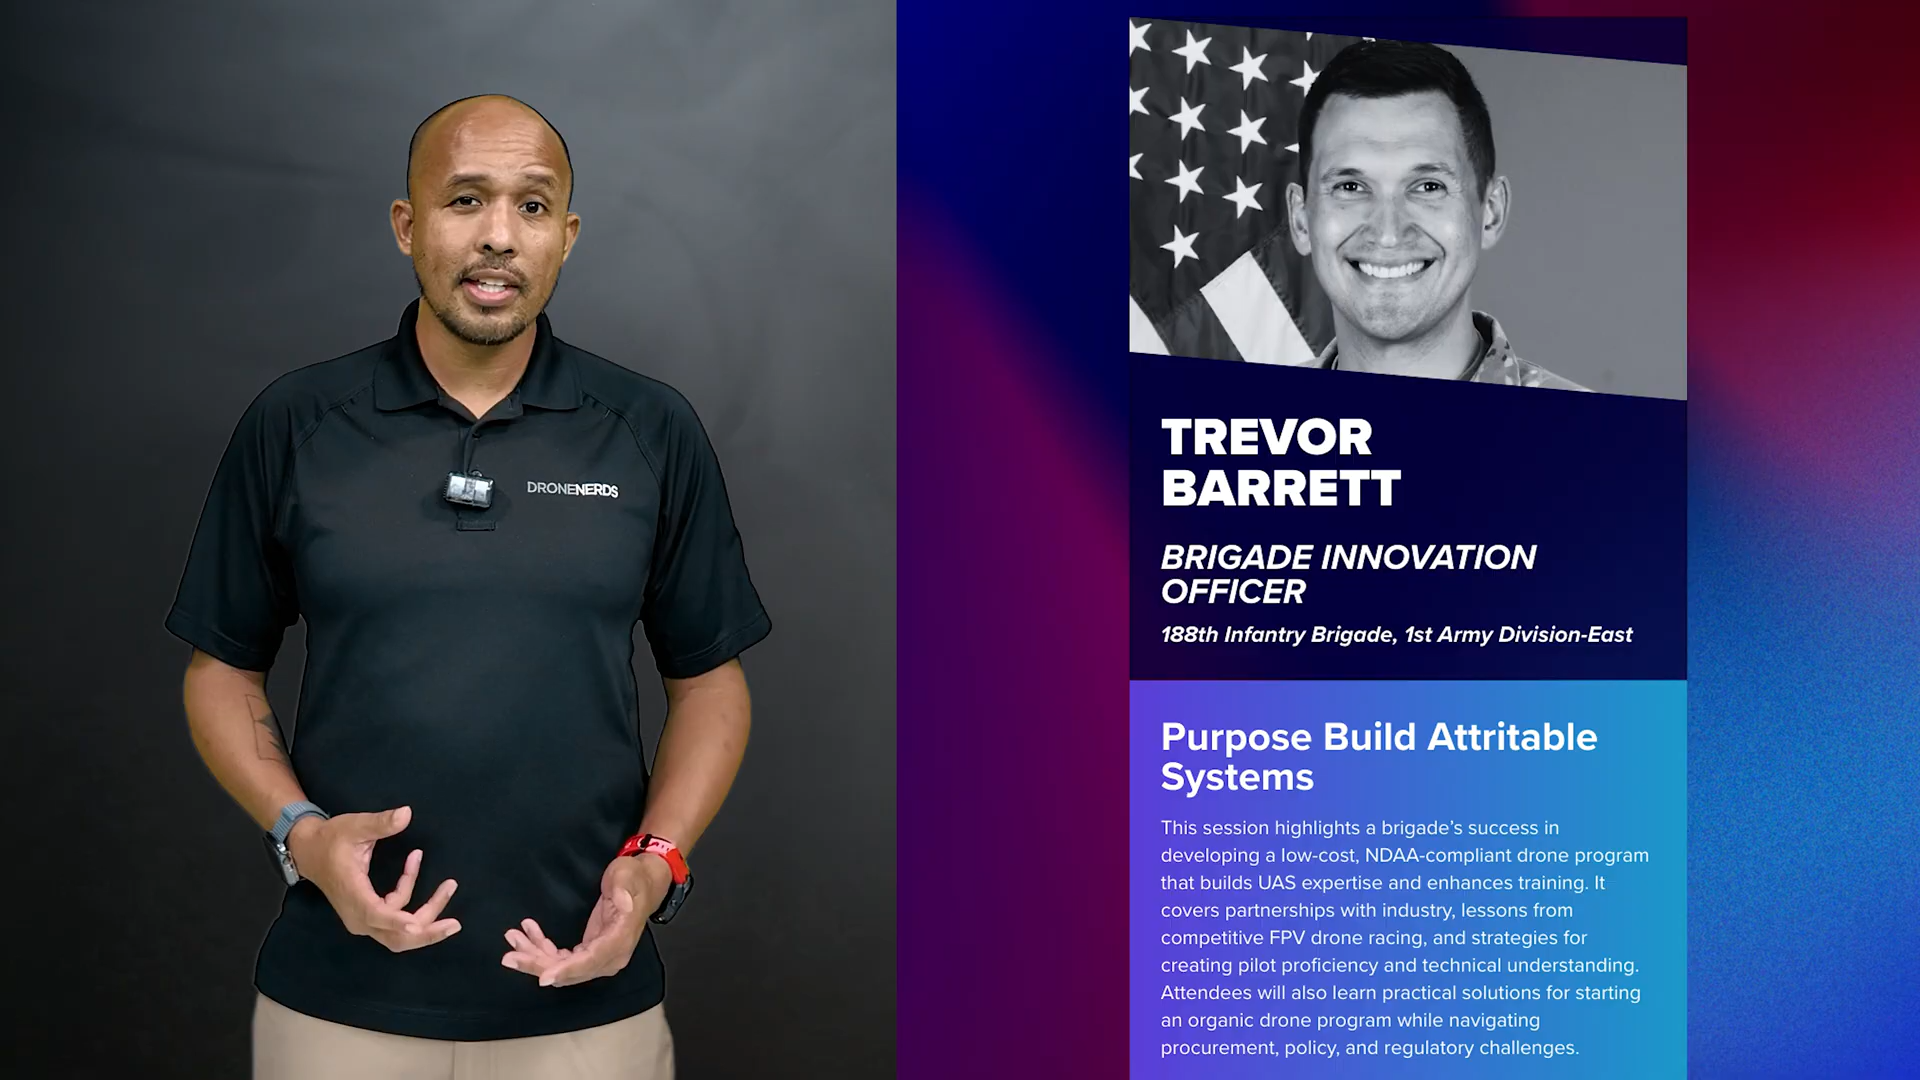 DRONENERDS
TREVOR
BARRETT
BRIGADE INNOVATION
OFFICER
188th Infantry Brigade, 1st Army Division-East
Purpose Build Attritable
Systems
This session highlights a brigade's success in
developing a low-cost, NDAA-compliant drone program
that builds UAS expertise and enhances training. It
covers partnerships with industry, lessons from
competitive FPV drone racing, and strategies for
creating pilot proficiency and technical understanding.
Attendees will also learn practical solutions for starting
an organic drone program while navigating
procurement, policy, and regulatory challenges.